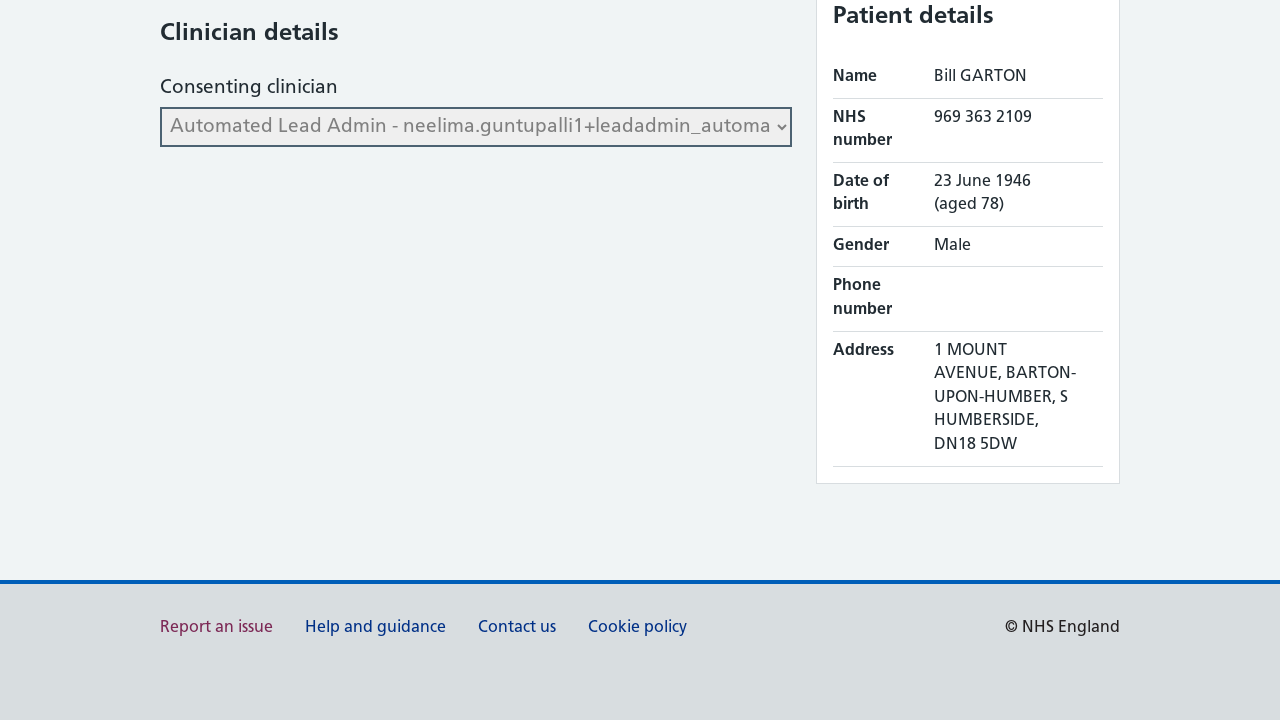 Clinician details
Consenting clinician
Automated Lead Admin - neelima.guntupalli1+leadadmin_automa
Patient details
Name Bill GARTON
NHS number 969 363 2109
Date of birth 23 June 1946 (aged 78)
Gender Male
Phone number
Address 1 MOUNT
AVENUE, BARTON-
UPON-HUMBER, S
HUMBERSIDE,
DN18 5DW
Report an issue Help and guidance Contact us Cookie policy © NHS England